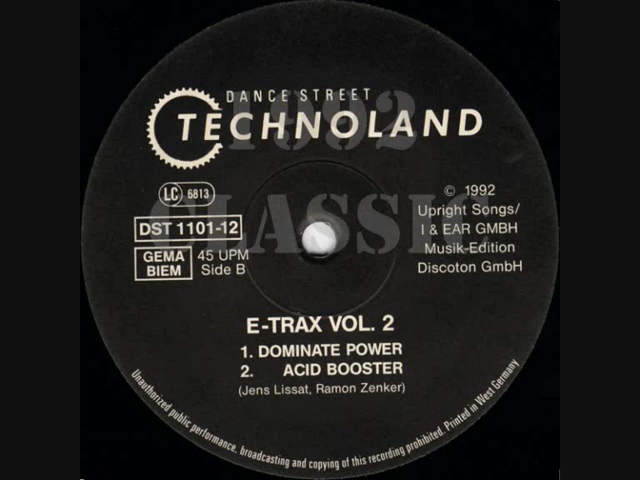 DANCE STREET
TECHNOLAND
1992
CLASSIC
LC 6813
DST 1101-12
GEMA
BIEM
45 UPM
Side B
© 1992
Upright Songs/
I & EAR GMBH
Musik-Edition
Discoton GmbH
E-TRAX VOL. 2
1. DOMINATE POWER
2. ACID BOOSTER
(Jens Lissat, Ramon Zenker)
Unauthorized public performance, broadcasting and copying of this recording prohibited. Printed in West Germany